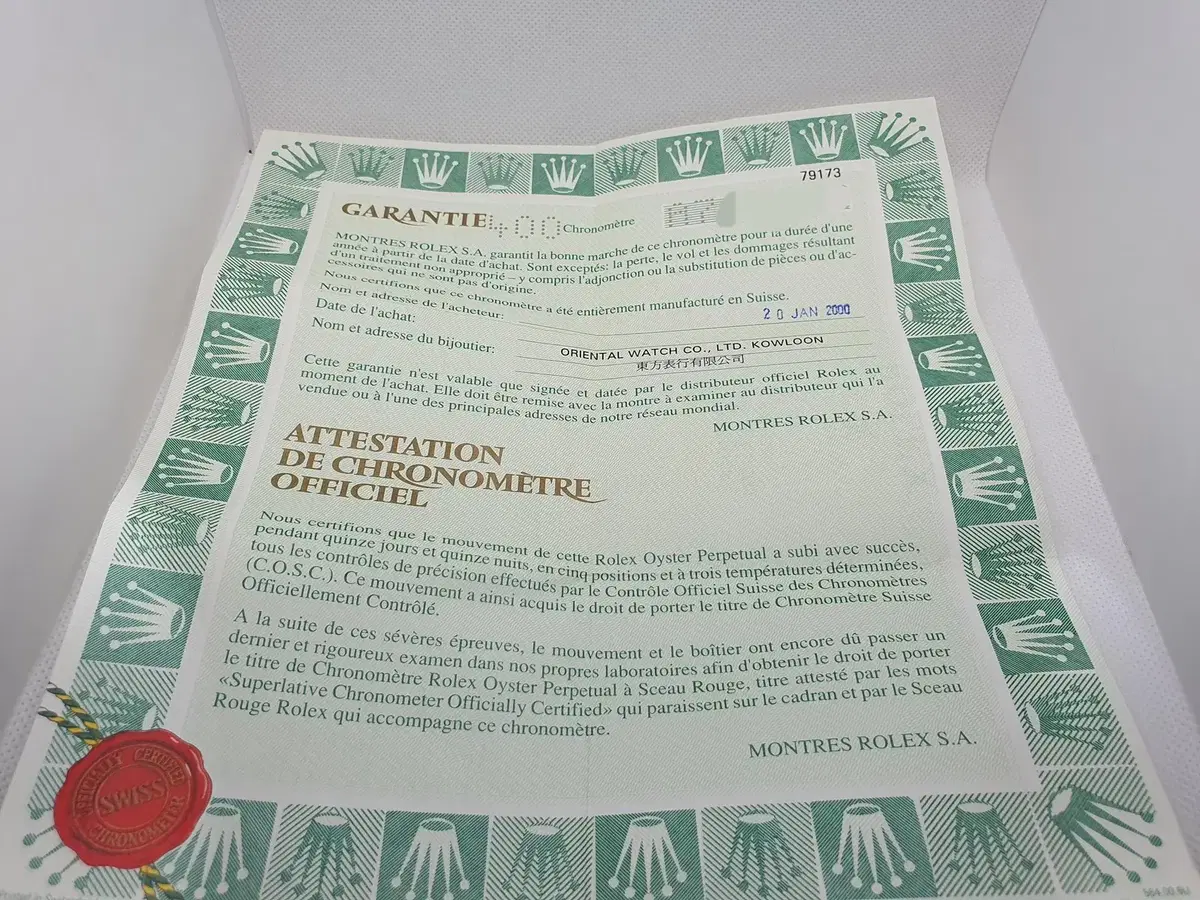 79173
GARANTIE 400 Chronomètre
MONTRES ROLEX S.A. garantit la bonne marche de ce chronomètre pour la durée d'une
année à partir de la date d'achat. Sont exceptés: la perte, le vol et les dommages résultant
d'un traitement non approprié – y compris l'adjonction ou la substitution de pièces ou d'ac-
cessoires qui ne sont pas d'origine.
Nous certifions que ce chronomètre a été entièrement manufacturé en Suisse.
Nom et adresse de l'acheteur:
Date de l'achat: 20 JAN 2000
Nom et adresse du bijoutier: ORIENTAL WATCH CO., LTD. KOWLOON
東方表行有限公司
Cette garantie n'est valable que signée et datée par le distributeur officiel Rolex au
moment de l'achat. Elle doit être remise avec la montre à examiner au distributeur qui l'a
vendue ou à l'une des principales adresses de notre réseau mondial.
MONTRES ROLEX S.A.
ATTESTATION
DE CHRONOMÈTRE
OFFICIEL
Nous certifions que le mouvement de cette Rolex Oyster Perpetual a subi avec succès,
pendant quinze jours et quinze nuits, en cinq positions et à trois températures déterminées,
tous les contrôles de précision effectués par le Contrôle Officiel Suisse des Chronomètres
(C.O.S.C.). Ce mouvement a ainsi acquis le droit de porter le titre de Chronomètre Suisse
Officiellement Contrôlé.
A la suite de ces sévères épreuves, le mouvement et le boîtier ont encore dû passer un
dernier et rigoureux examen dans nos propres laboratoires afin d'obtenir le droit de porter
le titre de Chronomètre Rolex Oyster Perpetual à Sceau Rouge, titre attesté par les mots
«Superlative Chronometer Officially Certified» qui paraissent sur le cadran et par le Sceau
Rouge Rolex qui accompagne ce chronomètre.
MONTRES ROLEX S.A.
CERTIFIED
SWISS
CHRONOMETER
564.00.6U